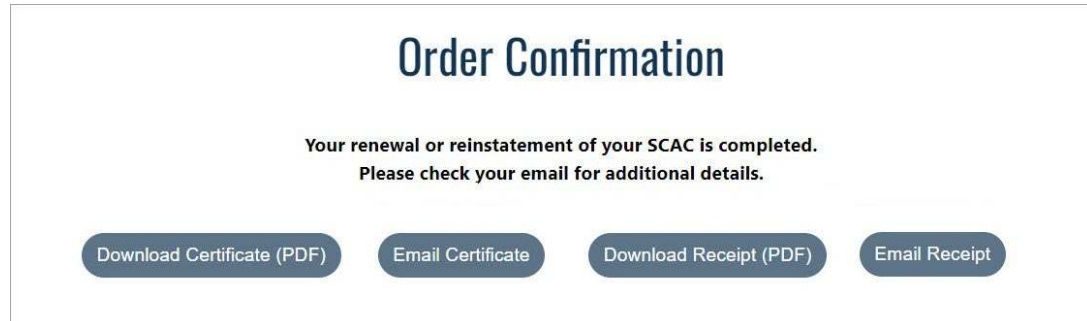 Order Confirmation
Your renewal or reinstatement of your SCAC is completed.
Please check your email for additional details.
Download Certificate (PDF)
Email Certificate
Download Receipt (PDF)
Email Receipt